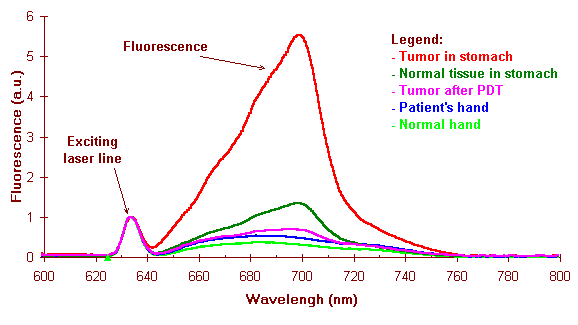 6
5
4
3
2
1
0
Fluorescence (a.u.)
Fluorescence
Exciting
laser line
Legend:
- Tumor in stomach
- Normal tissue in stomach
- Tumor after PDT
- Patient's hand
- Normal hand
600 620 640 660 680 700 720 740 760 780 800
Wavelengh (nm)